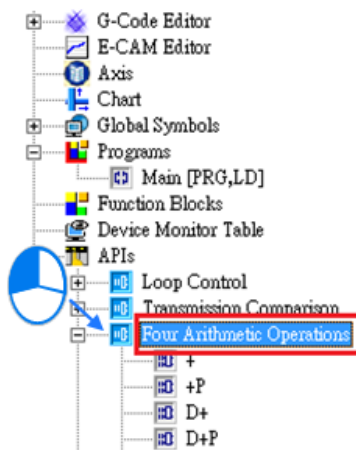 G-Code Editor
E-CAM Editor
Axis
Chart
Global Symbols
Programs
Main [PRG,LD]
Function Blocks
Device Monitor Table
APIs
Loop Control
Transmission Comparison
Four Arithmetic Operations
+
+P
D+
D+P